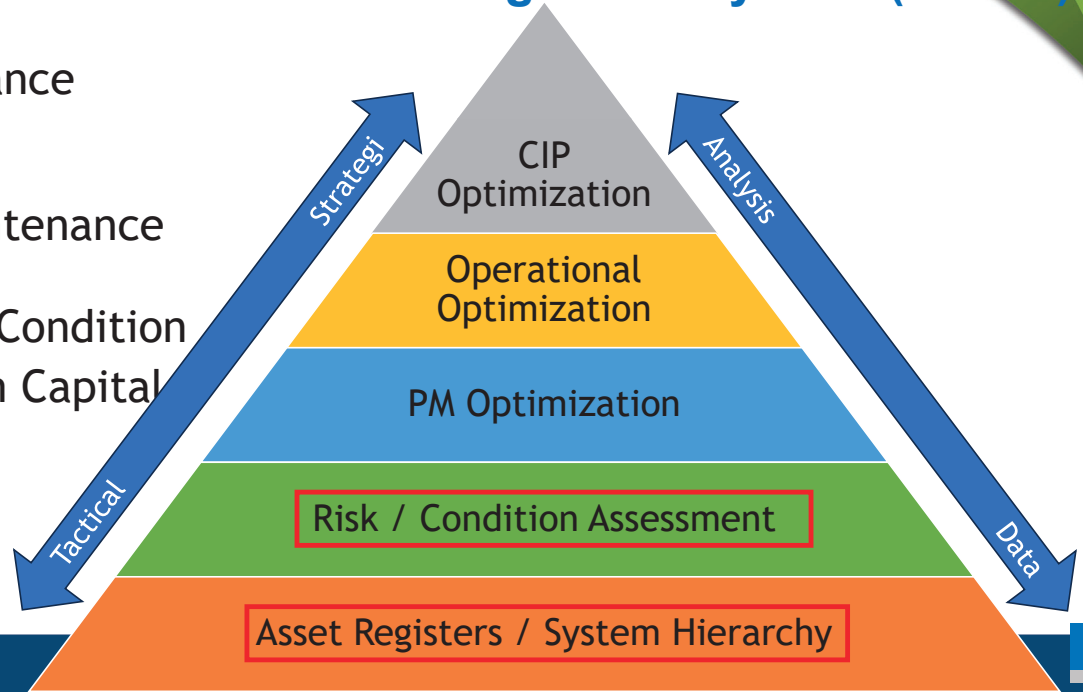 ance
CIP
Optimization
Strategi
Analysis
tenance
Operational
Optimization
Condition
Capital
PM Optimization
Tactical
Risk / Condition Assessment
Data
Asset Registers / System Hierarchy